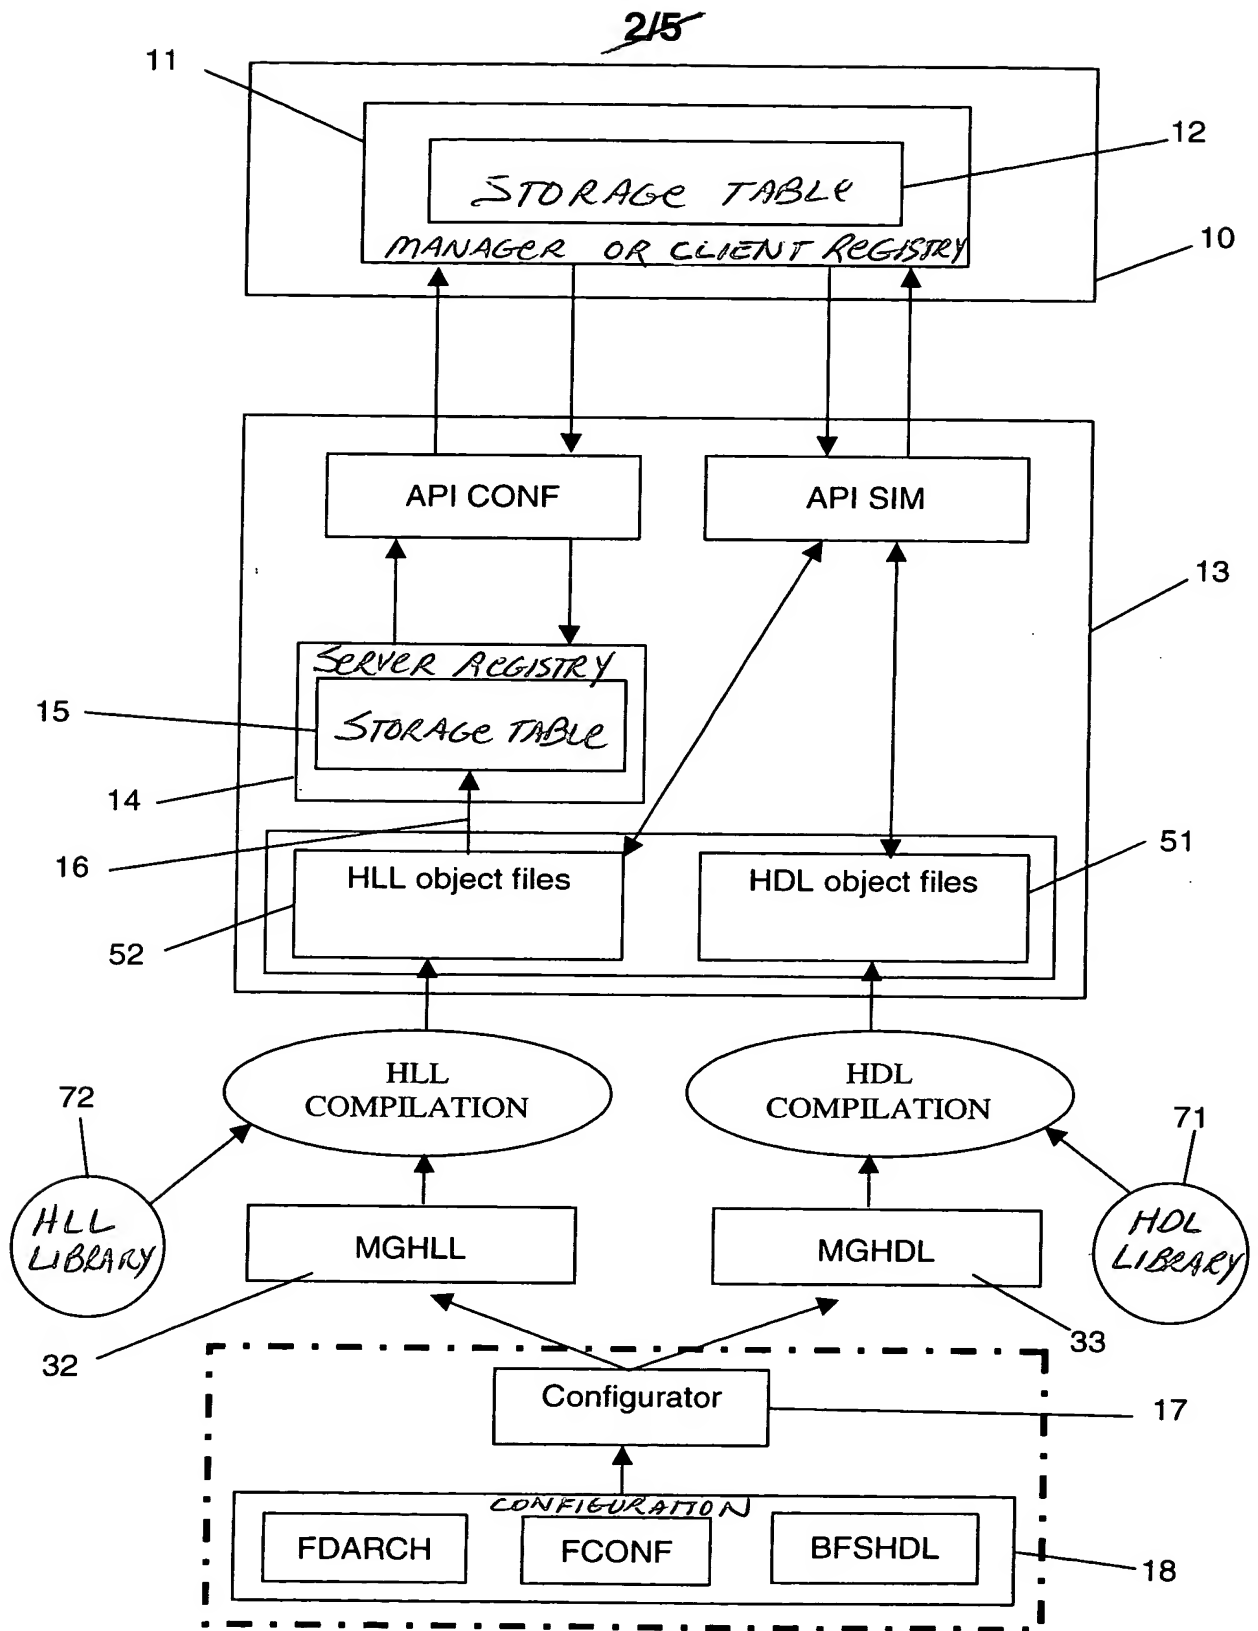 2/5
11
12
STORAGE TABLE
MANAGER OR CLIENT REGISTRY
10
API CONF
API SIM
13
SERVER REGISTRY
15
STORAGE TABLE
14
16
HLL object files
HDL object files
51
52
HLL
COMPILATION
HDL
COMPILATION
72
71
HLL
LIBRARY
MGHLL
MGHDL
HDL
LIBRARY
32
33
Configurator
17
CONFIGURATION
FDARCH
FCONF
BFSHDL
18